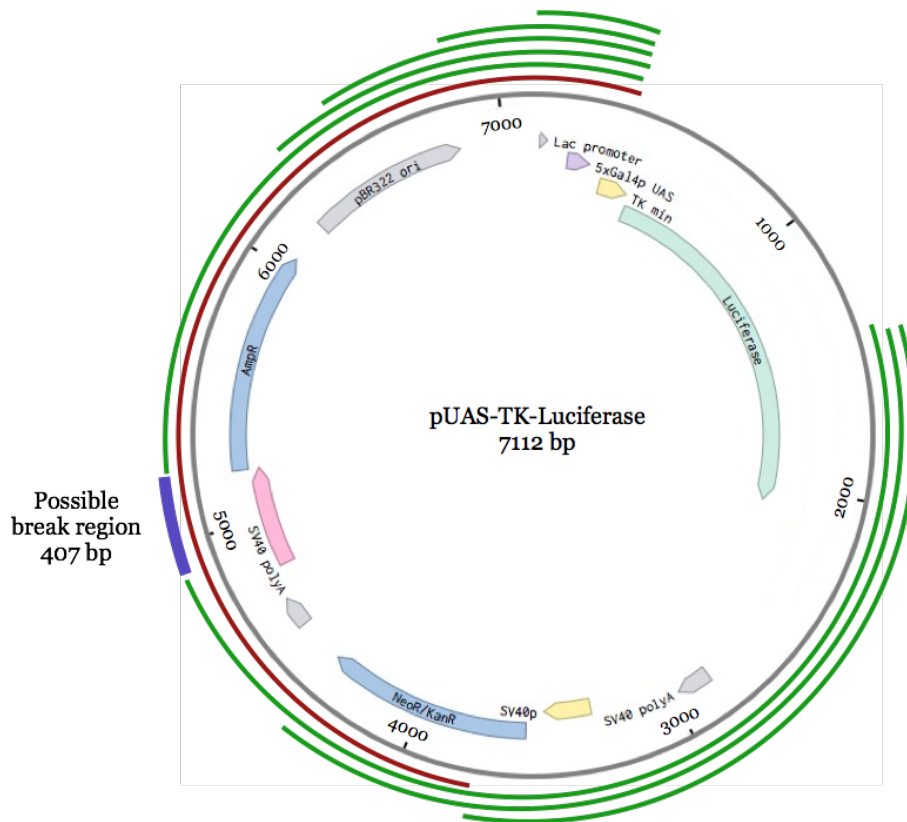 7000
Lac promoter
5xGal4p UAS
TK min
pBR322 ori
1000
6000
Luciferase
AmpR
pUAS-TK-Luciferase
7112 bp
Possible
break region
407 bp
5000
2000
SV40 polyA
NeoR/KanR
SV40p
SV40 polyA
4000
3000